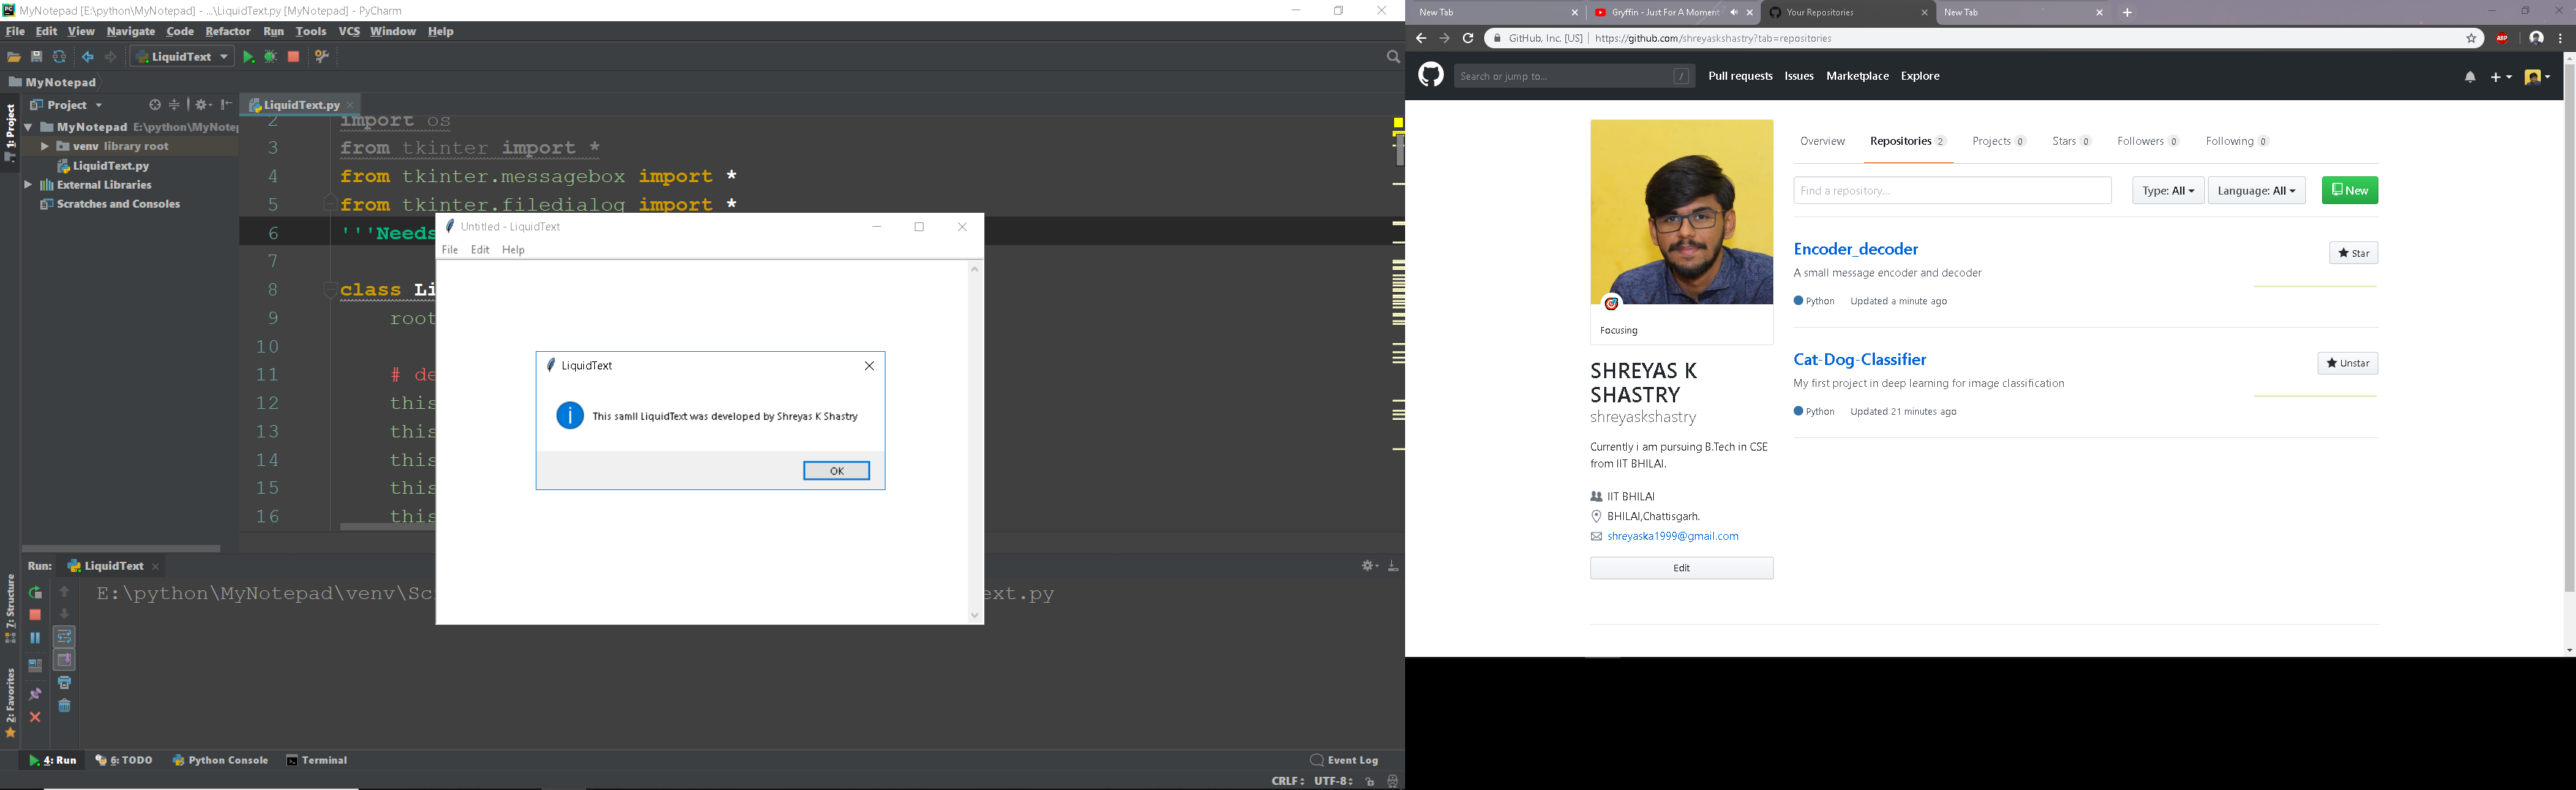 MyNotepad [E:\python\MyNotepad] - ...\LiquidText.py [MyNotepad] - PyCharm
File Edit View Navigate Code Refactor Run Tools VCS Window Help
LiquidText
MyNotepad
Project
LiquidText.py
1: Project
MyNotepad E:\python\MyNotep
venv library root
LiquidText.py
External Libraries
Scratches and Consoles
2 import os
3 from tkinter import *
4 from tkinter.messagebox import *
5 from tkinter.filedialog import *
6 '''Needs
7
8 class Li
9 root
10
11 # de
12 this
13 this
14 this
15 this
16 this
Untitled - LiquidText
File Edit Help
LiquidText
This samll LiquidText was developed by Shreyas K Shastry
OK
Run: LiquidText
E:\python\MyNotepad\venv\Sc
ext.py
7: Structure
2: Favorites
4: Run 6: TODO Python Console Terminal
Event Log
CRLF UTF-8
New Tab
Gryffin - Just For A Moment
Your Repositories
New Tab
GitHub, Inc. [US] https://github.com/shreyaskshastry?tab=repositories
ABP
Search or jump to... /
Pull requests Issues Marketplace Explore
Focusing
SHREYAS K
SHASTRY
shreyaskshastry
Currently i am pursuing B.Tech in CSE
from IIT BHILAI.
IIT BHILAI
BHILAI,Chattisgarh.
shreyaska1999@gmail.com
Edit
Overview Repositories 2 Projects 0 Stars 0 Followers 0 Following 0
Find a repository...
Type: All Language: All New
Encoder_decoder
Star
A small message encoder and decoder
Python Updated a minute ago
Cat-Dog-Classifier
Unstar
My first project in deep learning for image classification
Python Updated 21 minutes ago